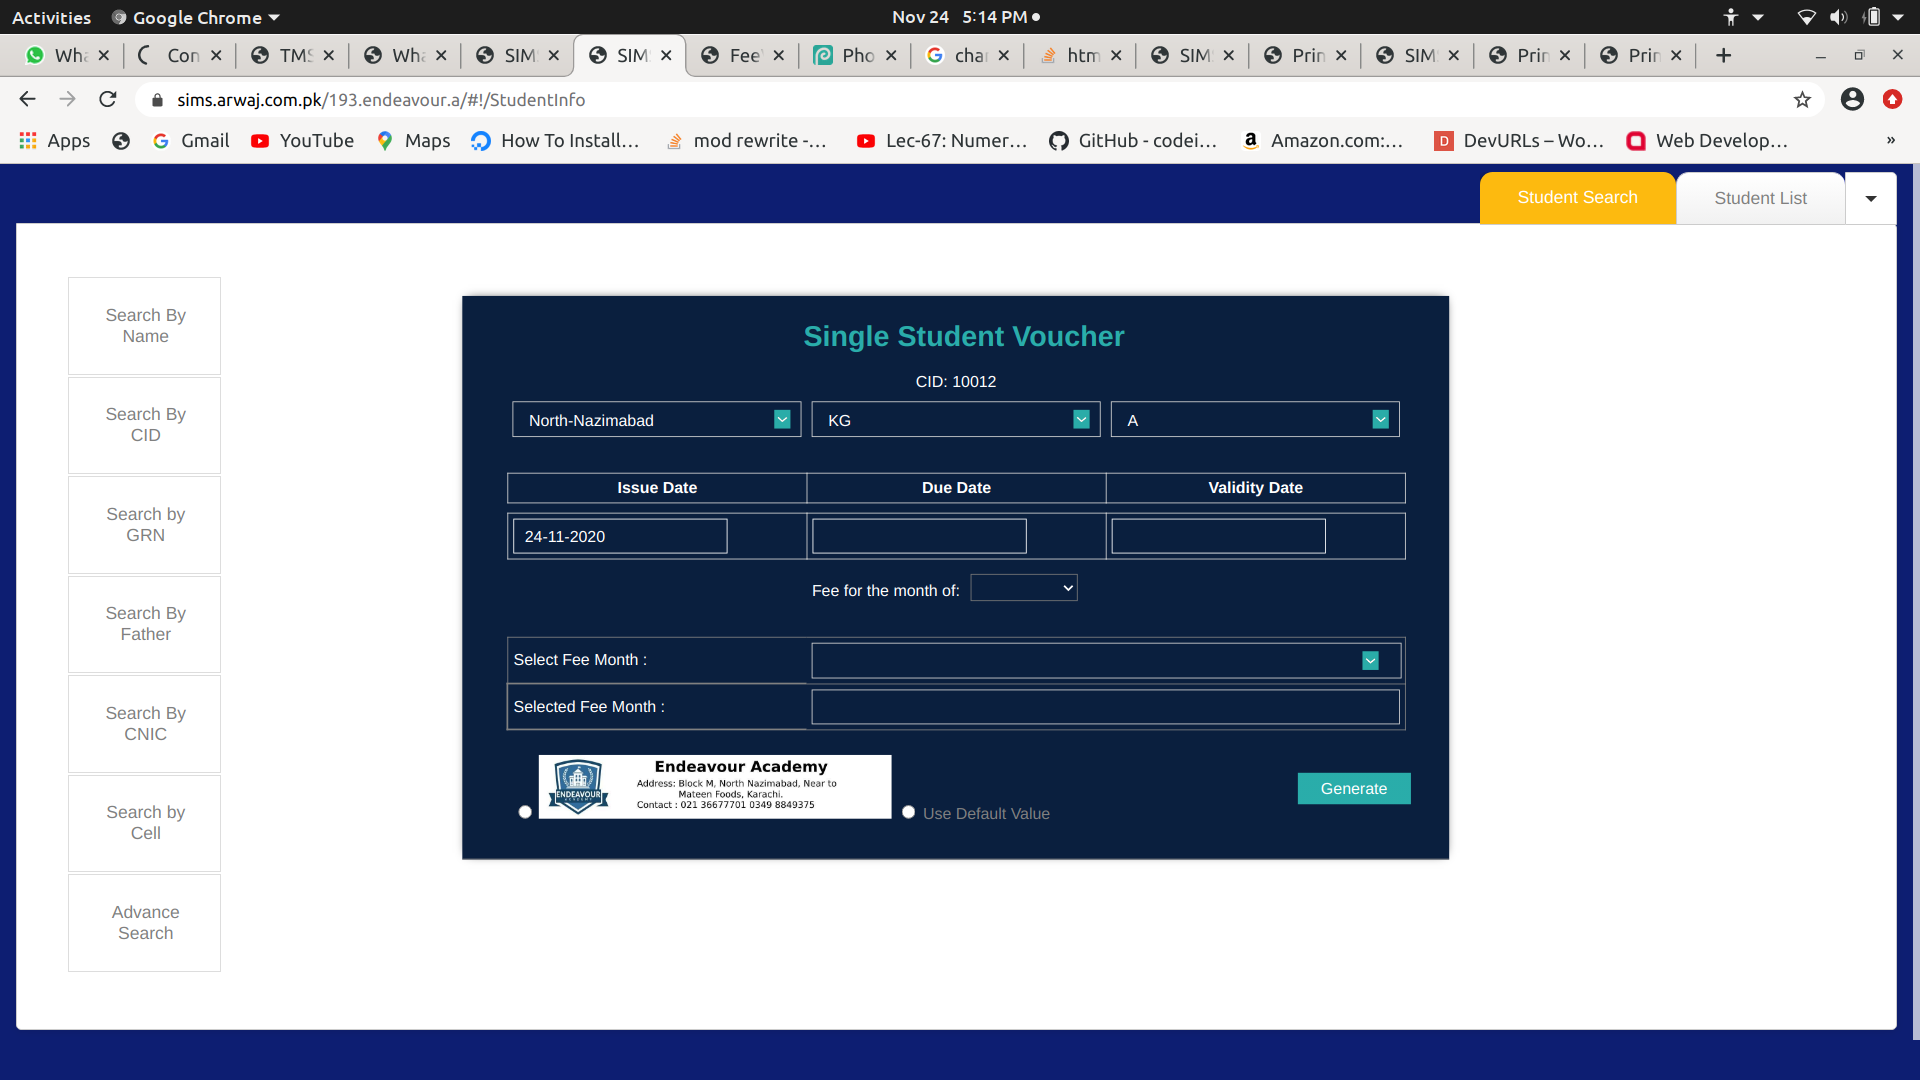 Activities Google Chrome Nov 24 5:14 PM
Wha Con TMS Wha SIM SIM Fee Pho cha htm SIM Prin SIM Prin Prin
sims.arwaj.com.pk/193.endeavour.a/#!/StudentInfo
Apps Gmail YouTube Maps How To Install... mod rewrite -... Lec-67: Numer... GitHub - codei... Amazon.com:... DevURLs – Wo... Web Develop... »
Student Search Student List
Search By
Name
Search By
CID
Search by
GRN
Search By
Father
Search By
CNIC
Search by
Cell
Advance
Search
Single Student Voucher
CID: 10012
North-Nazimabad KG A
Issue Date Due Date Validity Date
24-11-2020
Fee for the month of:
Select Fee Month :
Selected Fee Month :
ENDEAVOUR
Endeavour Academy
Address: Block M, North Nazimabad, Near to
Mateen Foods, Karachi.
Contact : 021 36677701 0349 8849375
Use Default Value
Generate